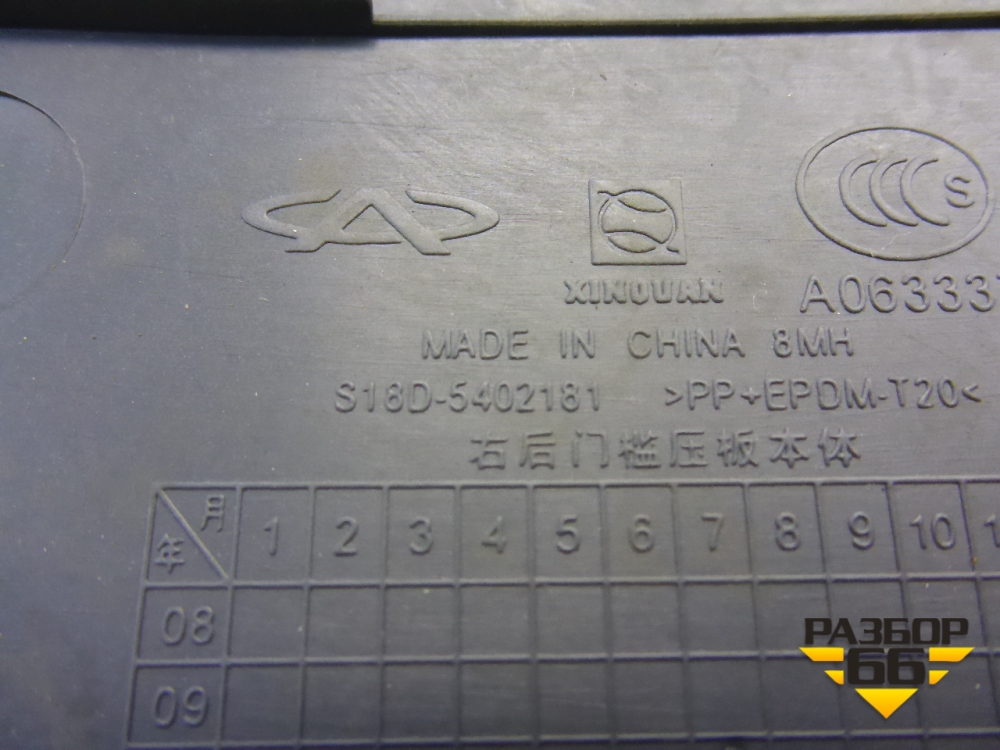 S
XINQUAN
A06333
MADE IN CHINA 8MH
S18D-5402181 >PP+EPDM-T20<
右后门槛压板本体
月 1 2 3 4 5 6 7 8 9 10
年
08
09
РАЗБОР
66